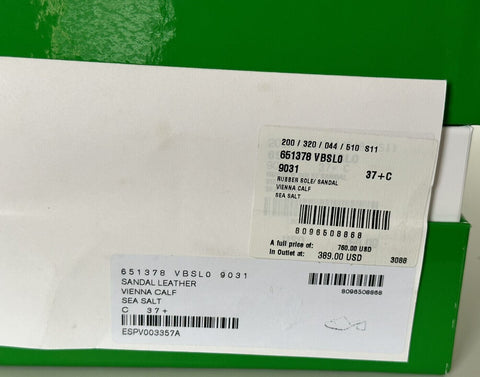 200 / 320 / 044 / 510 S11
651378 VBSL0
9031 37+C
RUBBER SOLE/ SANDAL
VIENNA CALF
SEA SALT
8096508868
A full price of: 760.00 USD
In Outlet at: 389.00 USD 3088
651378 VBSL0 9031
SANDAL LEATHER
VIENNA CALF
SEA SALT
C 37+
ESPV003357A
8096508868